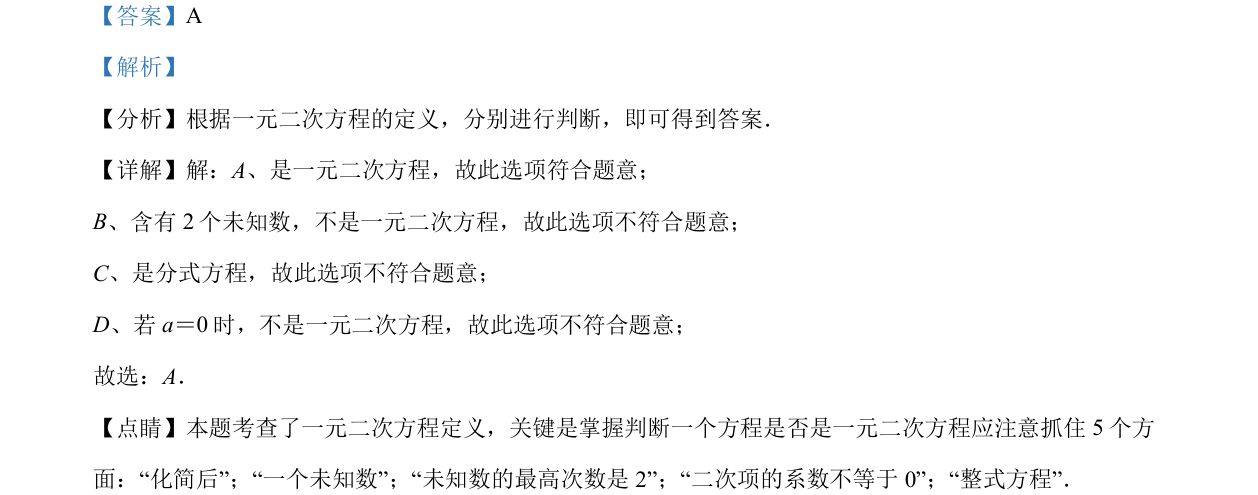 【答案】A
【解析】
【分析】根据一元二次方程的定义，分别进行判断，即可得到答案．
【详解】解：A、是一元二次方程，故此选项符合题意；
B、含有 2 个未知数，不是一元二次方程，故此选项不符合题意；
C、是分式方程，故此选项不符合题意；
D、若 a＝0 时，不是一元二次方程，故此选项不符合题意；
故选：A．
【点睛】本题考查了一元二次方程定义，关键是掌握判断一个方程是否是一元二次方程应注意抓住 5 个方
面：“化简后”；“一个未知数”；“未知数的最高次数是 2”；“二次项的系数不等于 0”；“整式方程”．